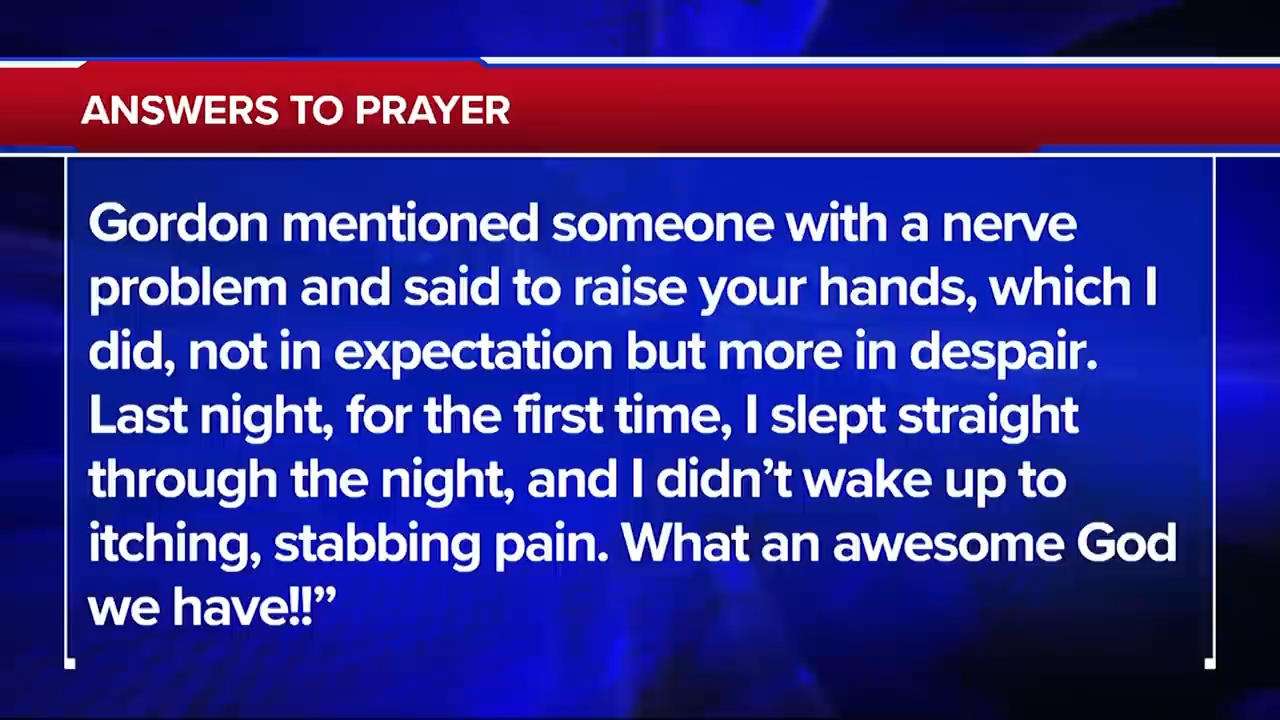 ANSWERS TO PRAYER
Gordon mentioned someone with a nerve
problem and said to raise your hands, which I
did, not in expectation but more in despair.
Last night, for the first time, I slept straight
through the night, and I didn’t wake up to
itching, stabbing pain. What an awesome God
we have!!”